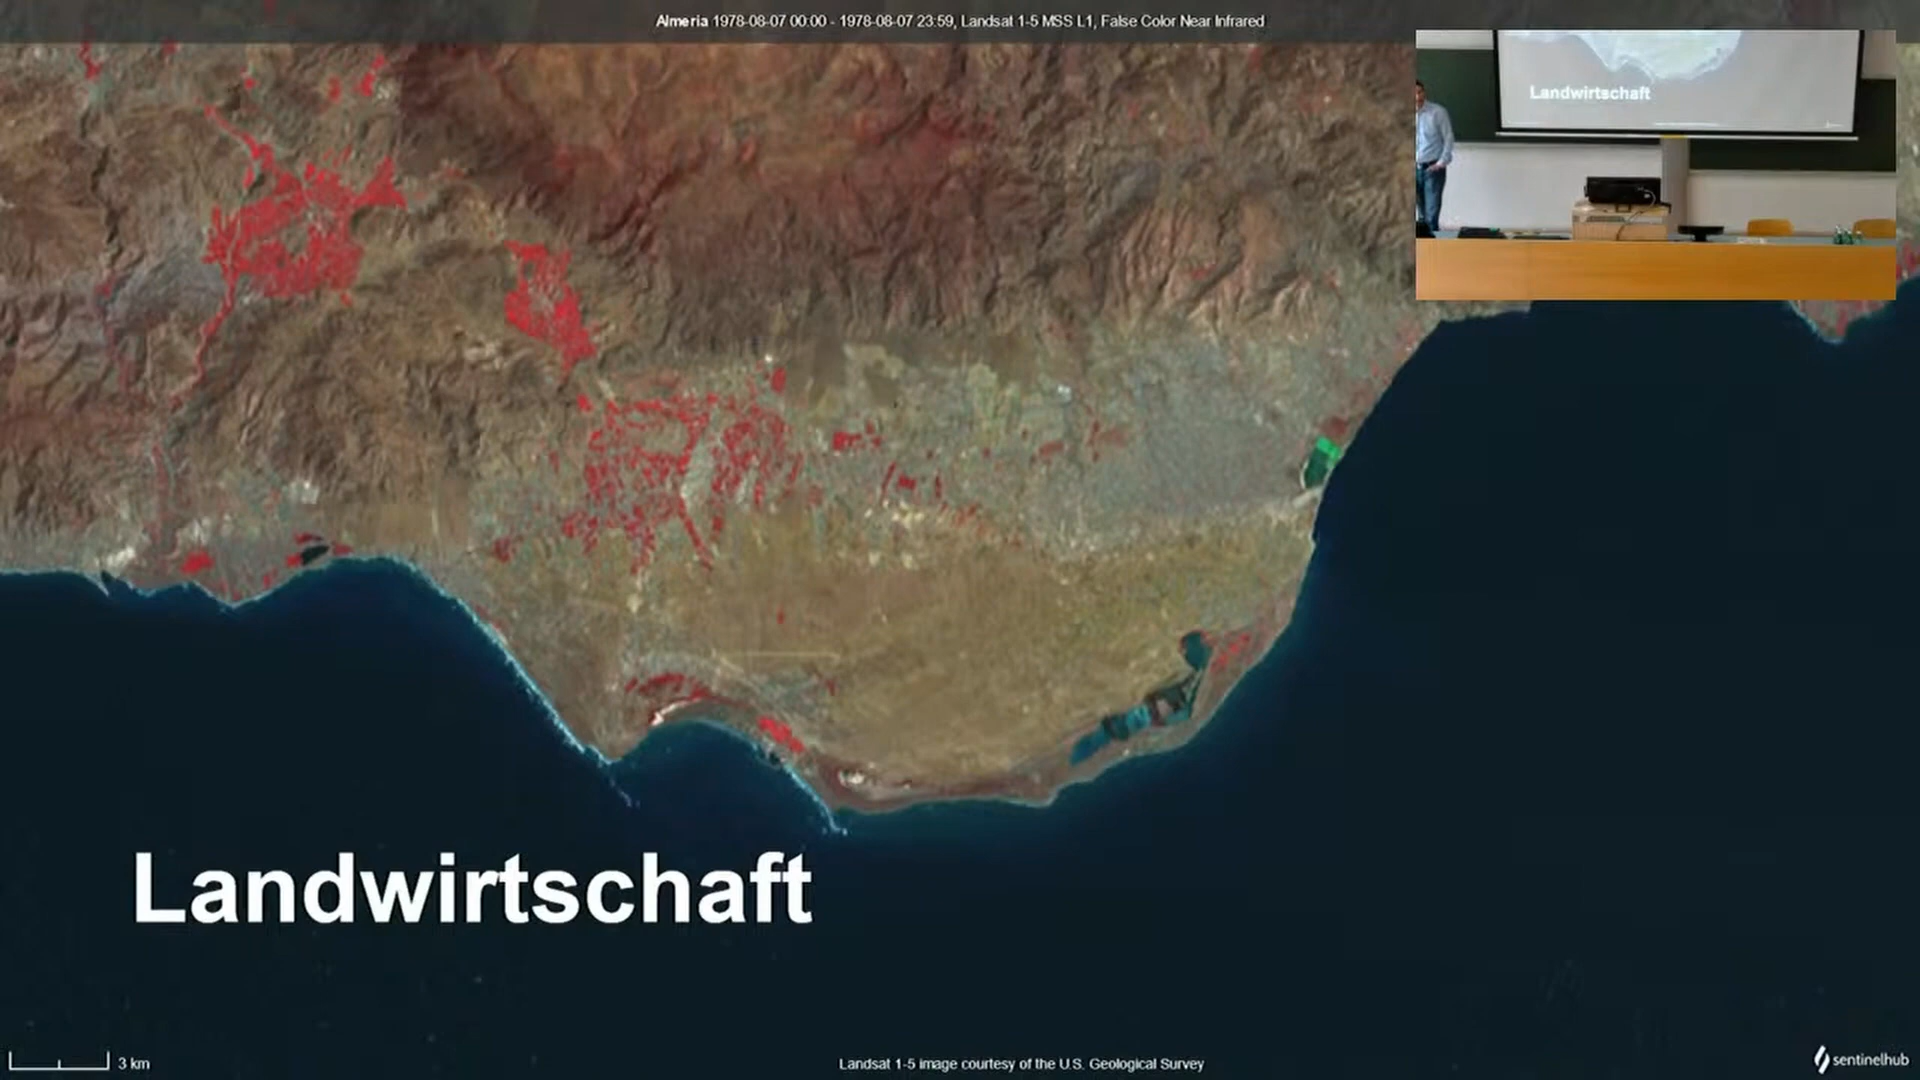 Almeria 1978-08-07 00:00 - 1978-08-07 23:59, Landsat 1-5 MSS L1, False Color Near Infrared
Landwirtschaft
Landwirtschaft
3 km
Landsat 1-5 image courtesy of the U.S. Geological Survey
sentinelhub